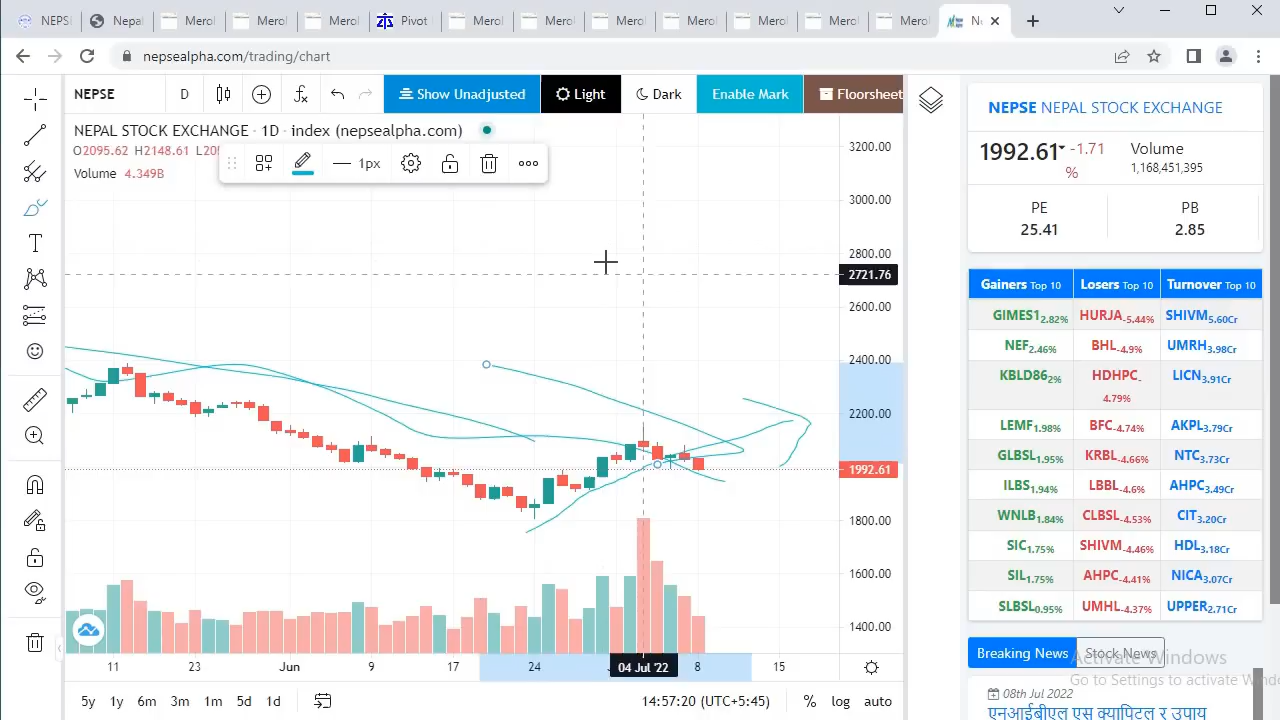 NEPSE
Nepal
Merol
Merol
Merol
Pivot
Merol
Merol
Merol
Merol
Merol
Merol
Merol
nepsealpha.com/trading/chart
NEPSE
D
Show Unadjusted
Light
Dark
Enable Mark
Floorsheet
NEPAL STOCK EXCHANGE · 1D · index (nepsealpha.com)
O2095.62 H2148.61
Volume 4.349B
1px
3200.00
3000.00
2800.00
2721.76
2600.00
2400.00
2200.00
1992.61
1800.00
1600.00
1400.00
11
23
Jun
9
17
24
04 Jul '22
8
15
5y
1y
6m
3m
1m
5d
1d
14:57:20 (UTC+5:45)
%
log
auto
NEPSE NEPAL STOCK EXCHANGE
1992.61 -1.71 %
Volume
1,168,451,395
PE
25.41
PB
2.85
Gainers Top 10 Losers Top 10 Turnover Top 10
GIMES1 2.82% HURJA -5.44% SHIVM 5.60Cr
NEF 2.46% BHL -4.9% UMRH 3.98Cr
KBLD86 2% HDHPC -4.79% LICN 3.91Cr
LEMF 1.98% BFC -4.74% AKPL 3.79Cr
GLBSL 1.95% KRBL -4.66% NTC 3.73Cr
ILBS 1.94% LBBL -4.6% AHPC 3.49Cr
WNLB 1.84% CLBSL -4.53% CIT 3.20Cr
SIC 1.75% SHIVM -4.46% HDL 3.18Cr
SIL 1.75% AHPC -4.41% NICA 3.07Cr
SLBSL 0.95% UMHL -4.37% UPPER 2.71Cr
Breaking News
Stock News
Activate Windows
Go to Settings to activate
08th Jul 2022
एनआईबीएल एस क्यापिटल र उपाय